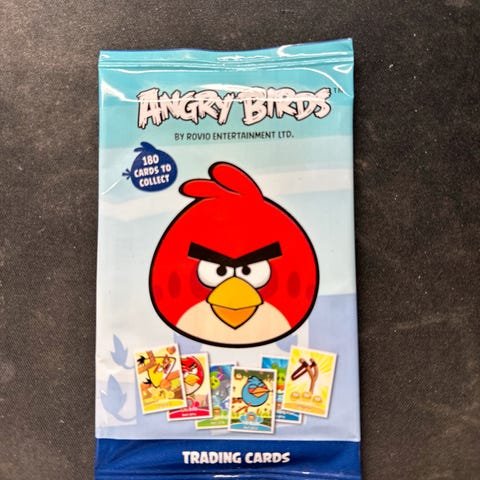 ANGRY BIRDS
BY ROVIO ENTERTAINMENT LTD.
180
CARDS TO
COLLECT
TRADING CARDS